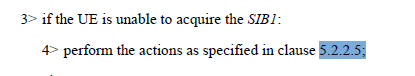 3> if the UE is unable to acquire the SIB1:
4> perform the actions as specified in clause 5.2.2.5;